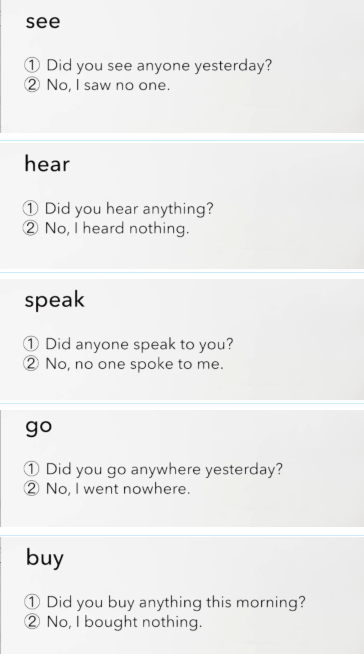 see
① Did you see anyone yesterday?
② No, I saw no one.
hear
① Did you hear anything?
② No, I heard nothing.
speak
① Did anyone speak to you?
② No, no one spoke to me.
go
① Did you go anywhere yesterday?
② No, I went nowhere.
buy
① Did you buy anything this morning?
② No, I bought nothing.